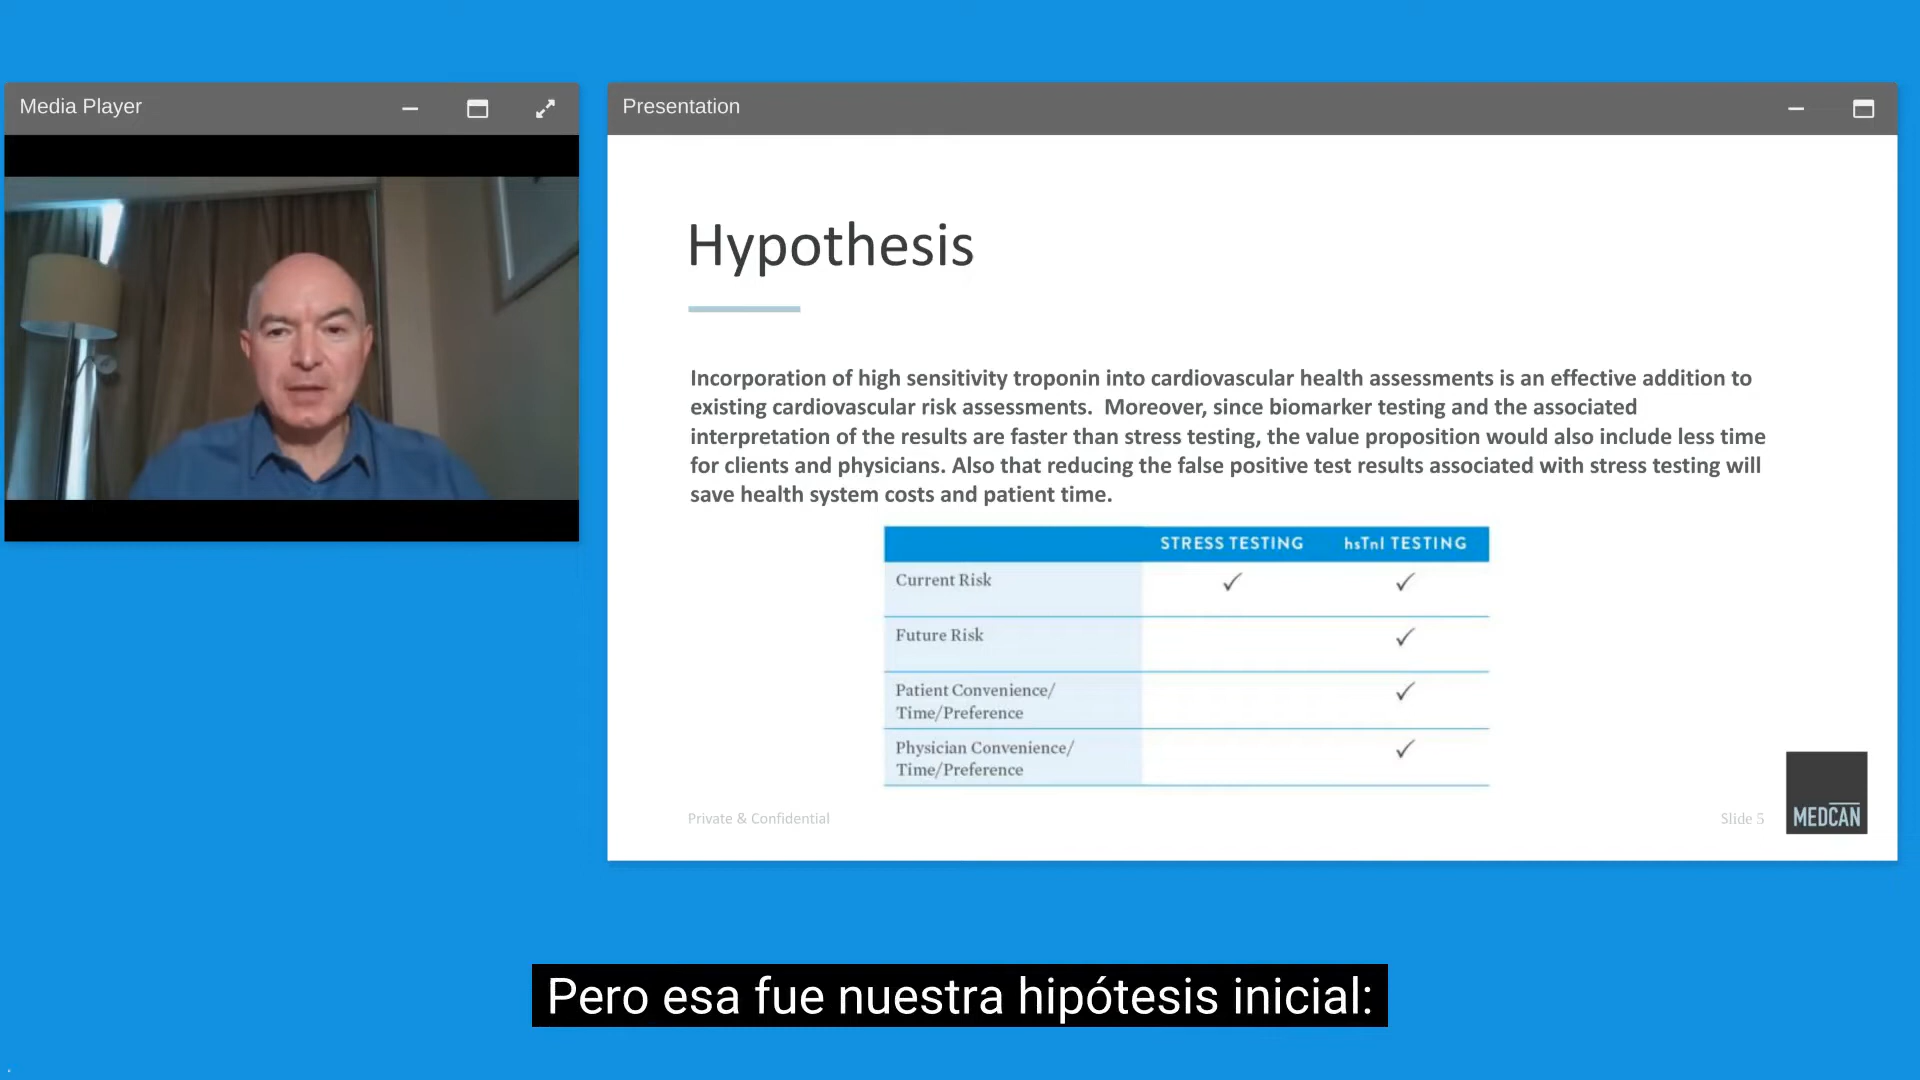 Media Player
Presentation
Hypothesis
Incorporation of high sensitivity troponin into cardiovascular health assessments is an effective addition to
existing cardiovascular risk assessments.  Moreover, since biomarker testing and the associated
interpretation of the results are faster than stress testing, the value proposition would also include less time
for clients and physicians. Also that reducing the false positive test results associated with stress testing will
save health system costs and patient time.
STRESS TESTING hsTnI TESTING
Current Risk ✓ ✓
Future Risk ✓
Patient Convenience/ ✓
Time/Preference
Physician Convenience/ ✓
Time/Preference
Private & Confidential
Slide 5
MEDCAN
Pero esa fue nuestra hipótesis inicial: